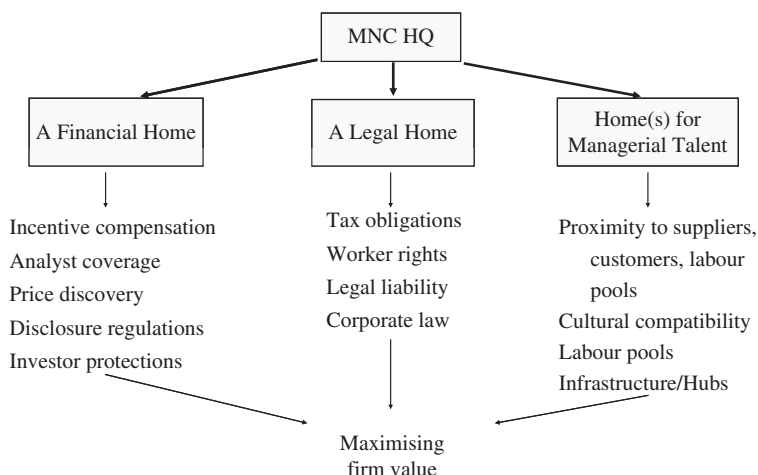 MNC HQ
A Financial Home
A Legal Home
Home(s) for
Managerial Talent
Incentive compensation
Analyst coverage
Price discovery
Disclosure regulations
Investor protections
Tax obligations
Worker rights
Legal liability
Corporate law
Proximity to suppliers,
customers, labour
pools
Cultural compatibility
Labour pools
Infrastructure/Hubs
Maximising
firm value